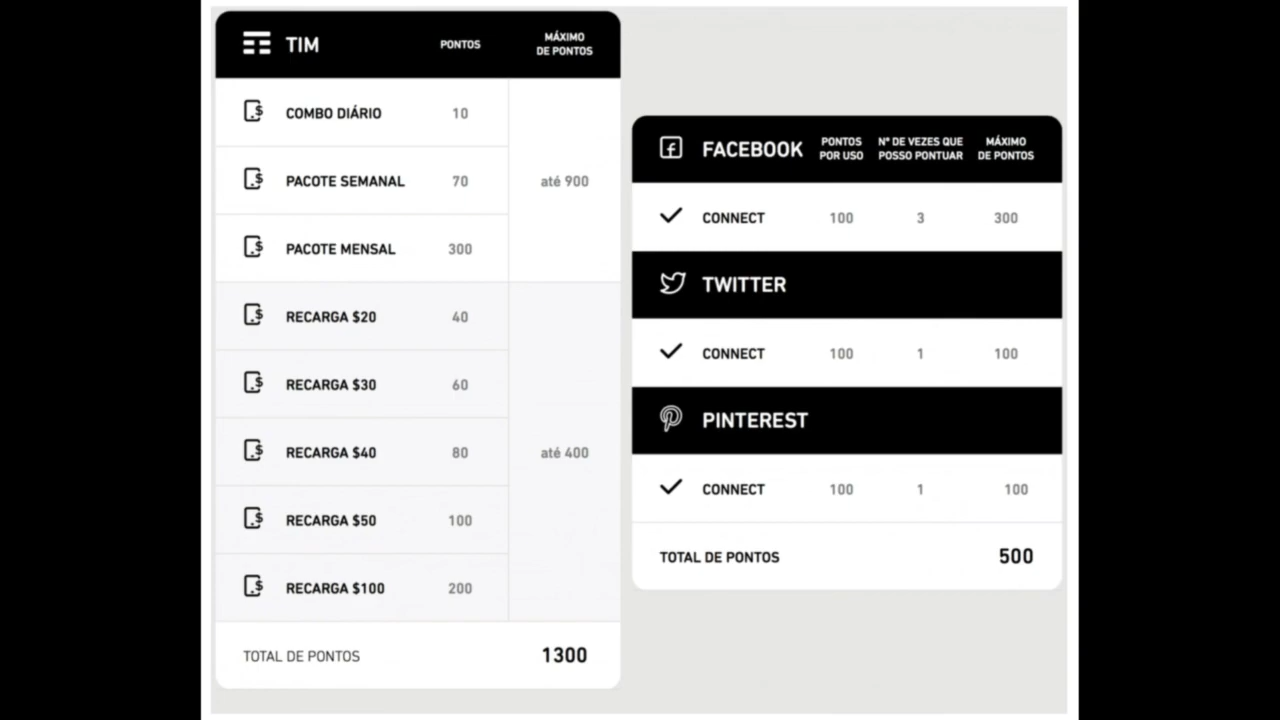 TIM PONTOS MÁXIMO DE PONTOS
COMBO DIÁRIO 10
PACOTE SEMANAL 70 até 900
PACOTE MENSAL 300
RECARGA $20 40
RECARGA $30 60
RECARGA $40 80 até 400
RECARGA $50 100
RECARGA $100 200
TOTAL DE PONTOS 1300
FACEBOOK PONTOS POR USO Nº DE VEZES QUE POSSO PONTUAR MÁXIMO DE PONTOS
CONNECT 100 3 300
TWITTER
CONNECT 100 1 100
PINTEREST
CONNECT 100 1 100
TOTAL DE PONTOS 500